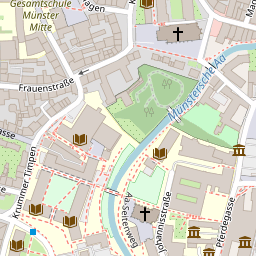 Gesamtschule
Münster
Mitte
Frauenstraße
Münstersche Aa
Krummer Timpen
Aa-Seitenweg
Johannisstraße
Pferdegasse